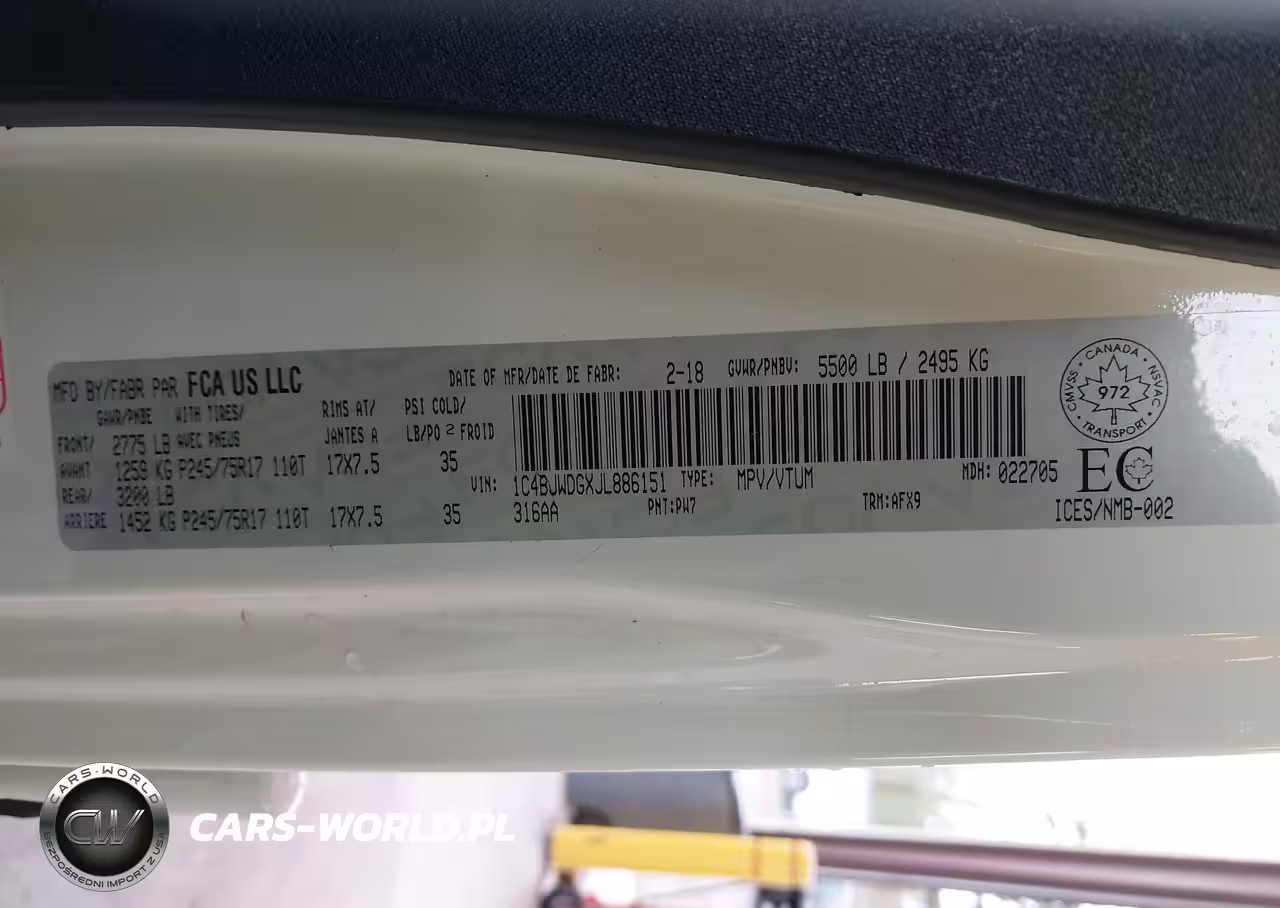 MFD BY/FABR PAR FCA US LLC
DATE OF MFR/DATE DE FABR: 2-18 GVWR/PNBV: 5500 LB / 2495 KG
GAWR/PNBE WITH TIRES/ RIMS AT/ PSI COLD/
FRONT/ 2775 LB AVEC PNEUS JANTES A LB/PO 2 FROID
AVANT 1259 KG P245/75R17 110T 17X7.5 35
REAR/ 3200 LB
ARRIERE 1452 KG P245/75R17 110T 17X7.5 35
VIN: 1C4BJWDGXJL886151 TYPE: MPV/VTUM MDH: 022705
316AA PNT:PW7 TRM:AFX9
CANADA
CMVSS 972 NSVAC
TRANSPORT
EC
ICES/NMB-002
CARS-WORLD
CW
BEZPOŚREDNI IMPORT Z USA
CARS-WORLD.PL